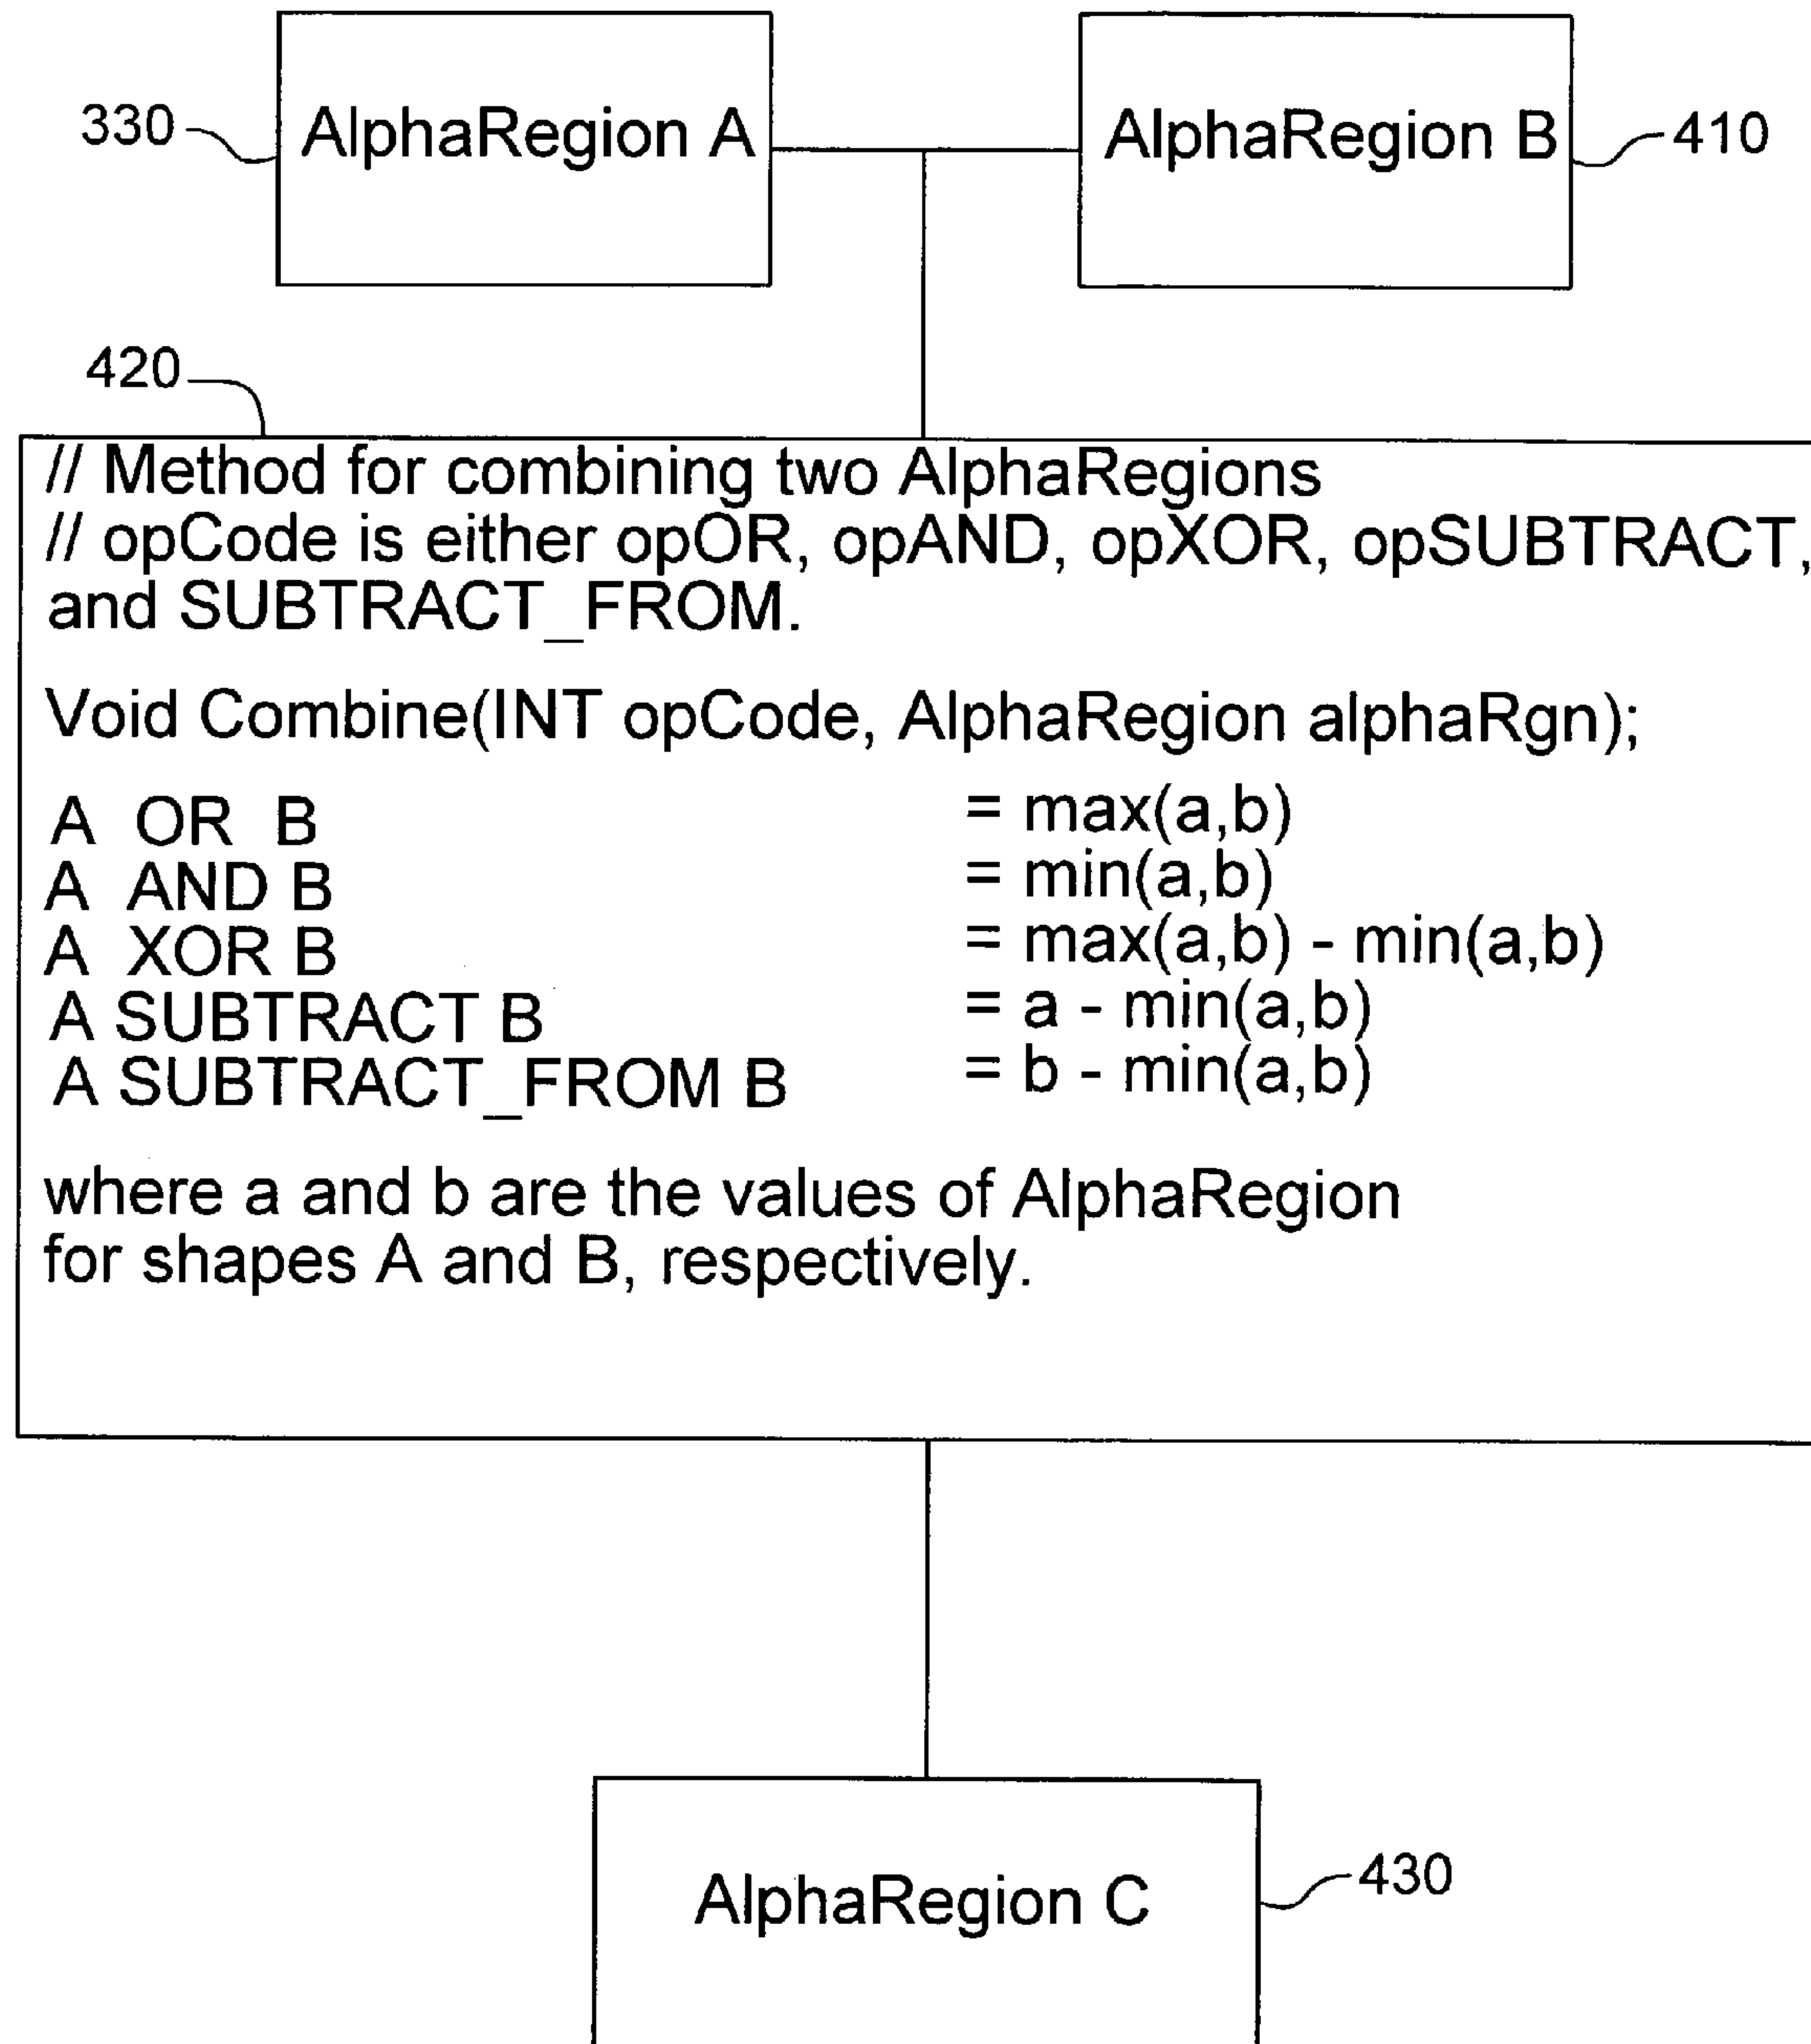 330 AlphaRegion A AlphaRegion B 410
420
// Method for combining two AlphaRegions
// opCode is either opOR, opAND, opXOR, opSUBTRACT,
and SUBTRACT_FROM.
Void Combine(INT opCode, AlphaRegion alphaRgn);
A OR B = max(a,b)
A AND B = min(a,b)
A XOR B = max(a,b) - min(a,b)
A SUBTRACT B = a - min(a,b)
A SUBTRACT_FROM B = b - min(a,b)
where a and b are the values of AlphaRegion
for shapes A and B, respectively.
AlphaRegion C 430